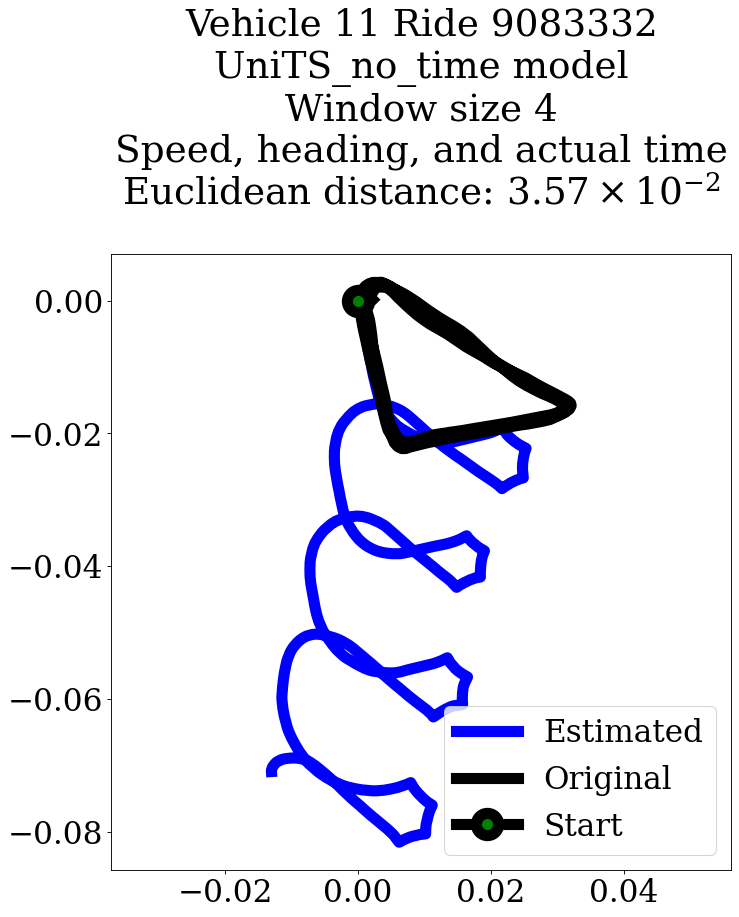 Vehicle 11 Ride 9083332
UniTS_no_time model
Window size 4
Speed, heading, and actual time
Euclidean distance: 3.57 × 10⁻²
0.00
−0.02
−0.04
−0.06
−0.08
Estimated
Original
Start
−0.02 0.00 0.02 0.04